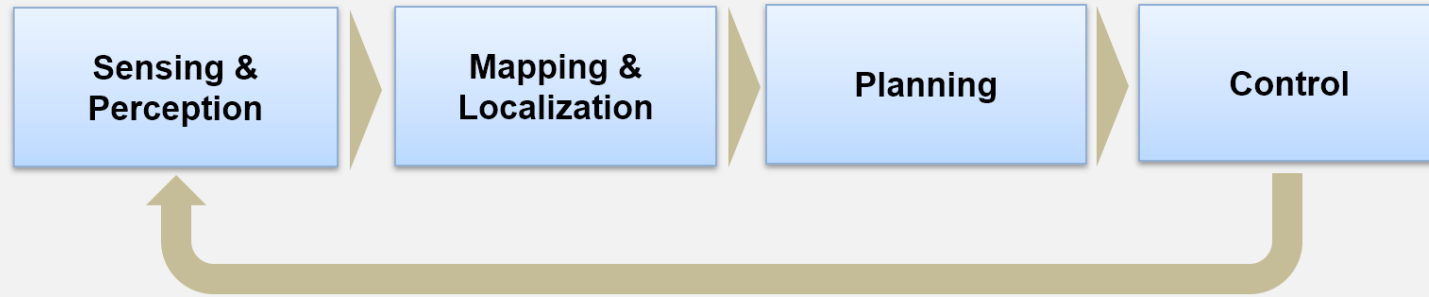 Sensing &
Perception
Mapping &
Localization
Planning
Control